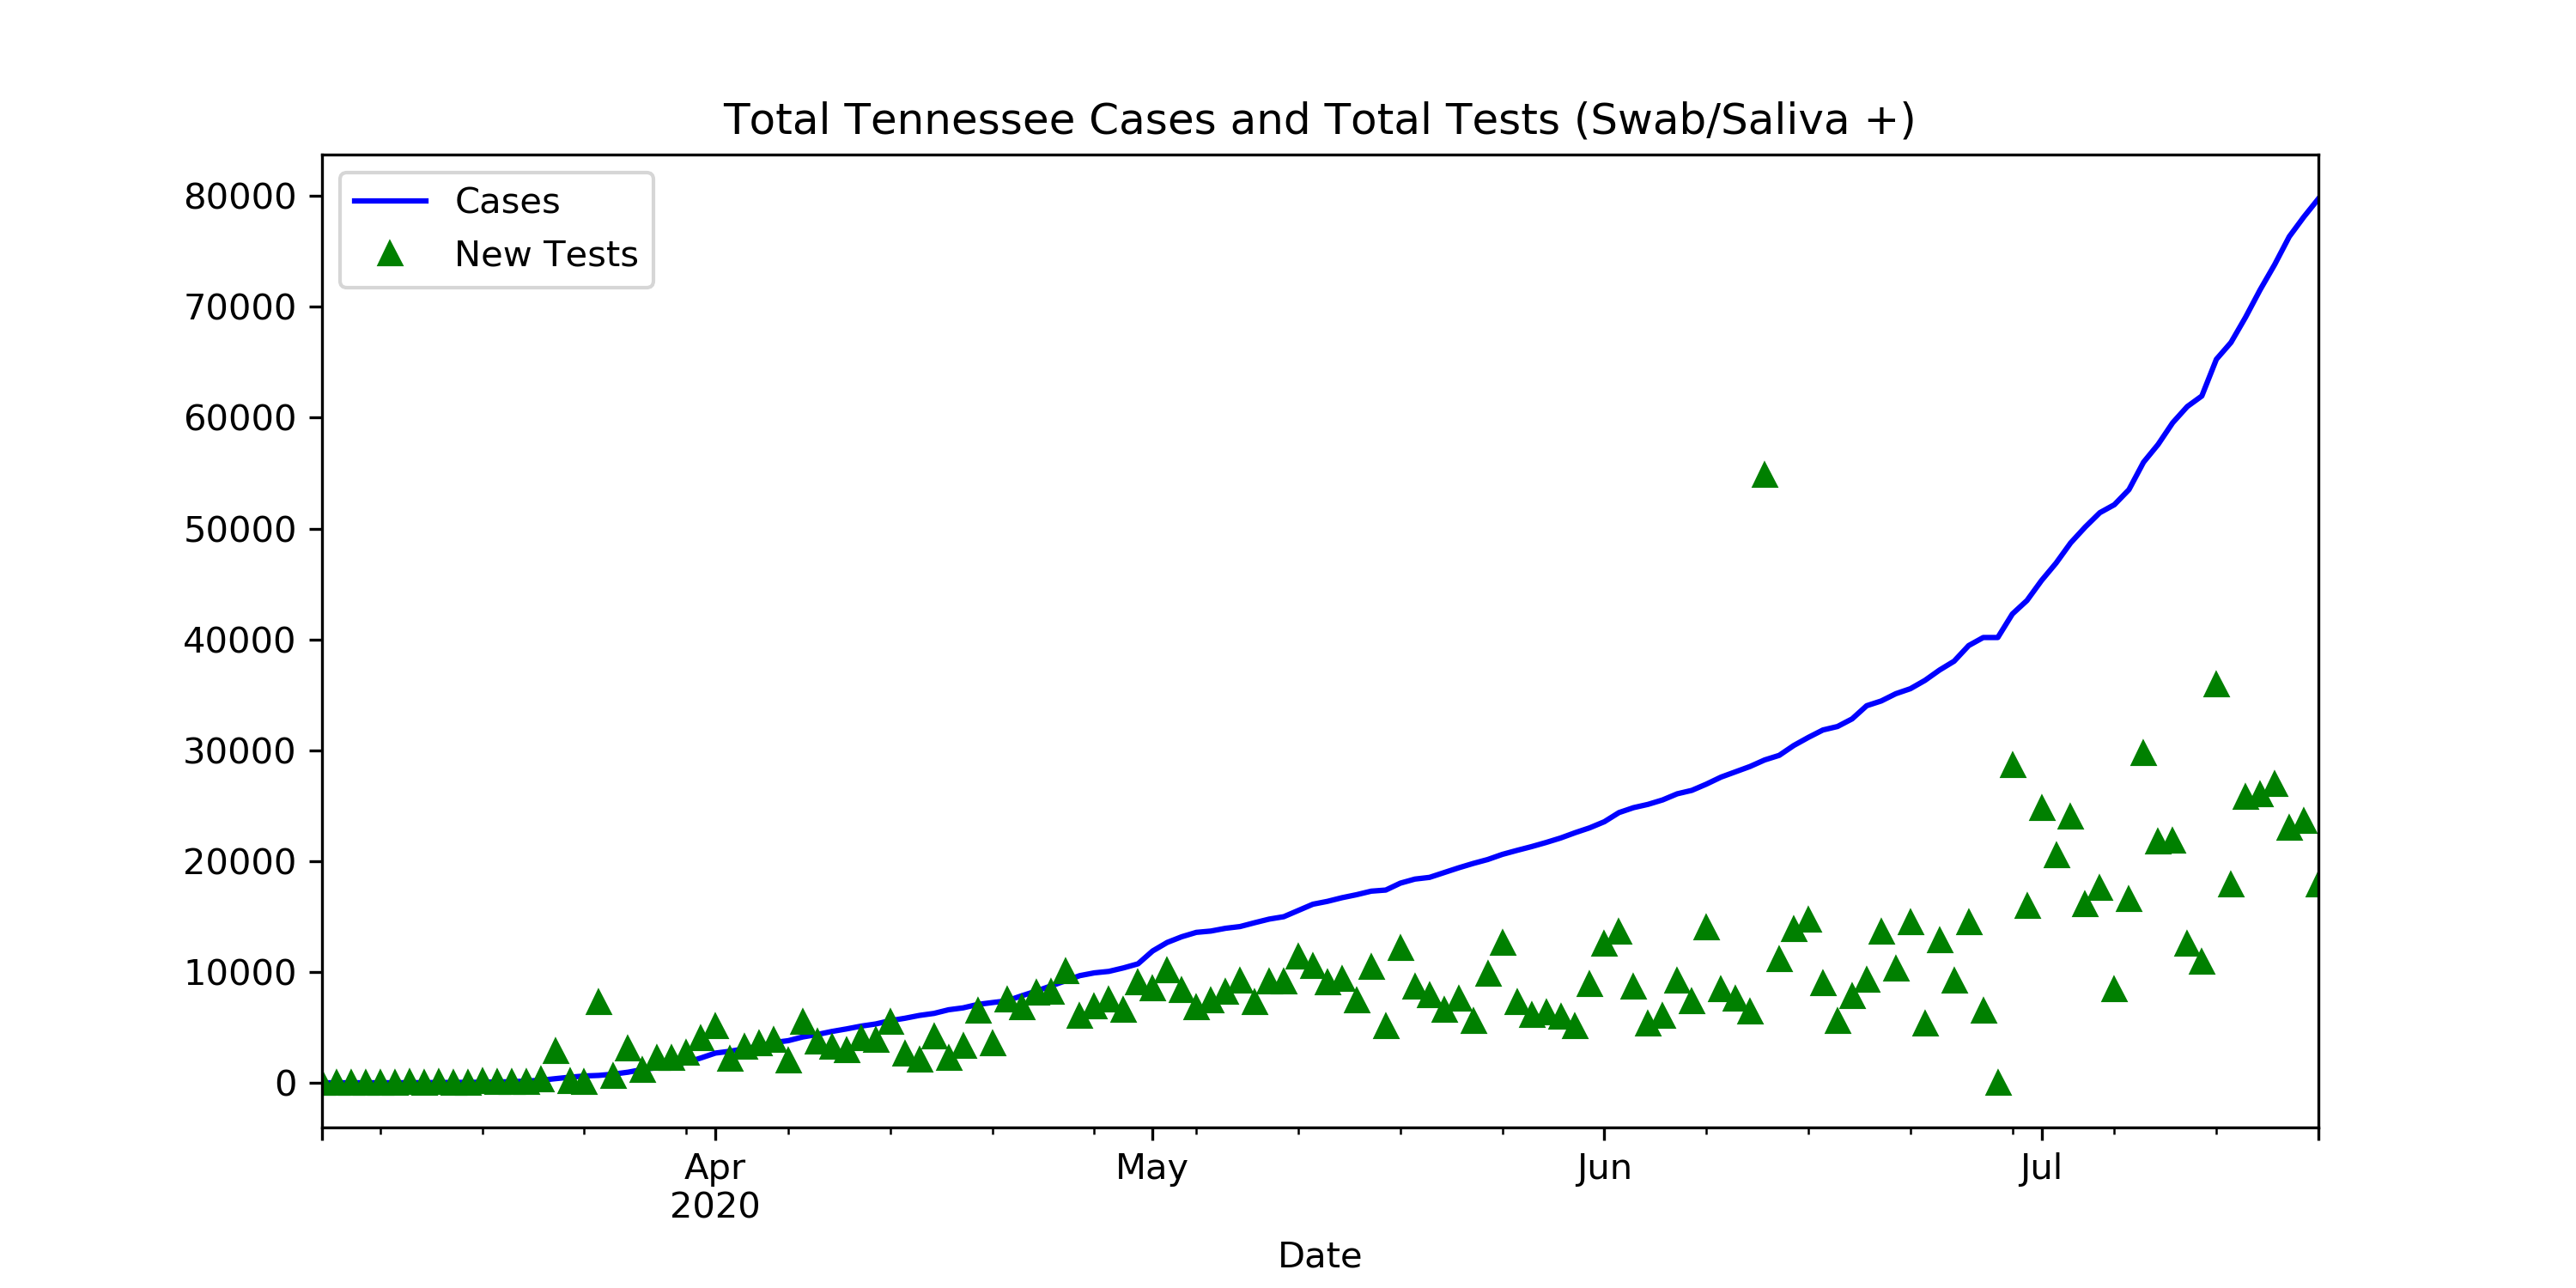 Total Tennessee Cases and Total Tests (Swab/Saliva +)
Cases
New Tests
80000
70000
60000
50000
40000
30000
20000
10000
0
Apr
2020
May
Jun
Jul
Date